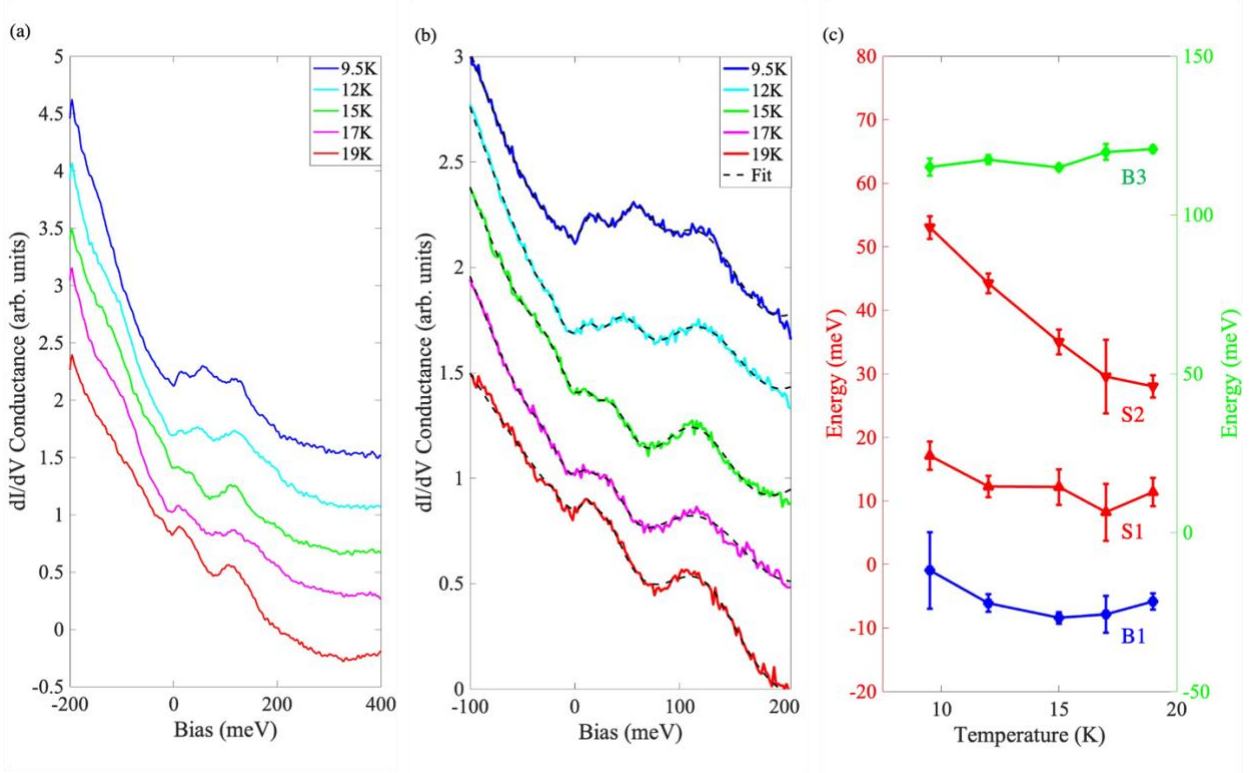 (a)
5
4.5
4
3.5
3
2.5
2
1.5
1
0.5
0
-0.5
dI/dV Conductance (arb. units)
9.5K
12K
15K
17K
19K
-200
0
200
400
Bias (meV)
(b)
3
2.5
2
1.5
1
0.5
0
dI/dV Conductance (arb. units)
9.5K
12K
15K
17K
19K
Fit
-100
0
100
200
Bias (meV)
(c)
80
70
60
50
40
30
20
10
0
-10
-20
Energy (meV)
B3
S2
S1
B1
150
100
50
0
-50
Energy (meV)
10
15
20
Temperature (K)